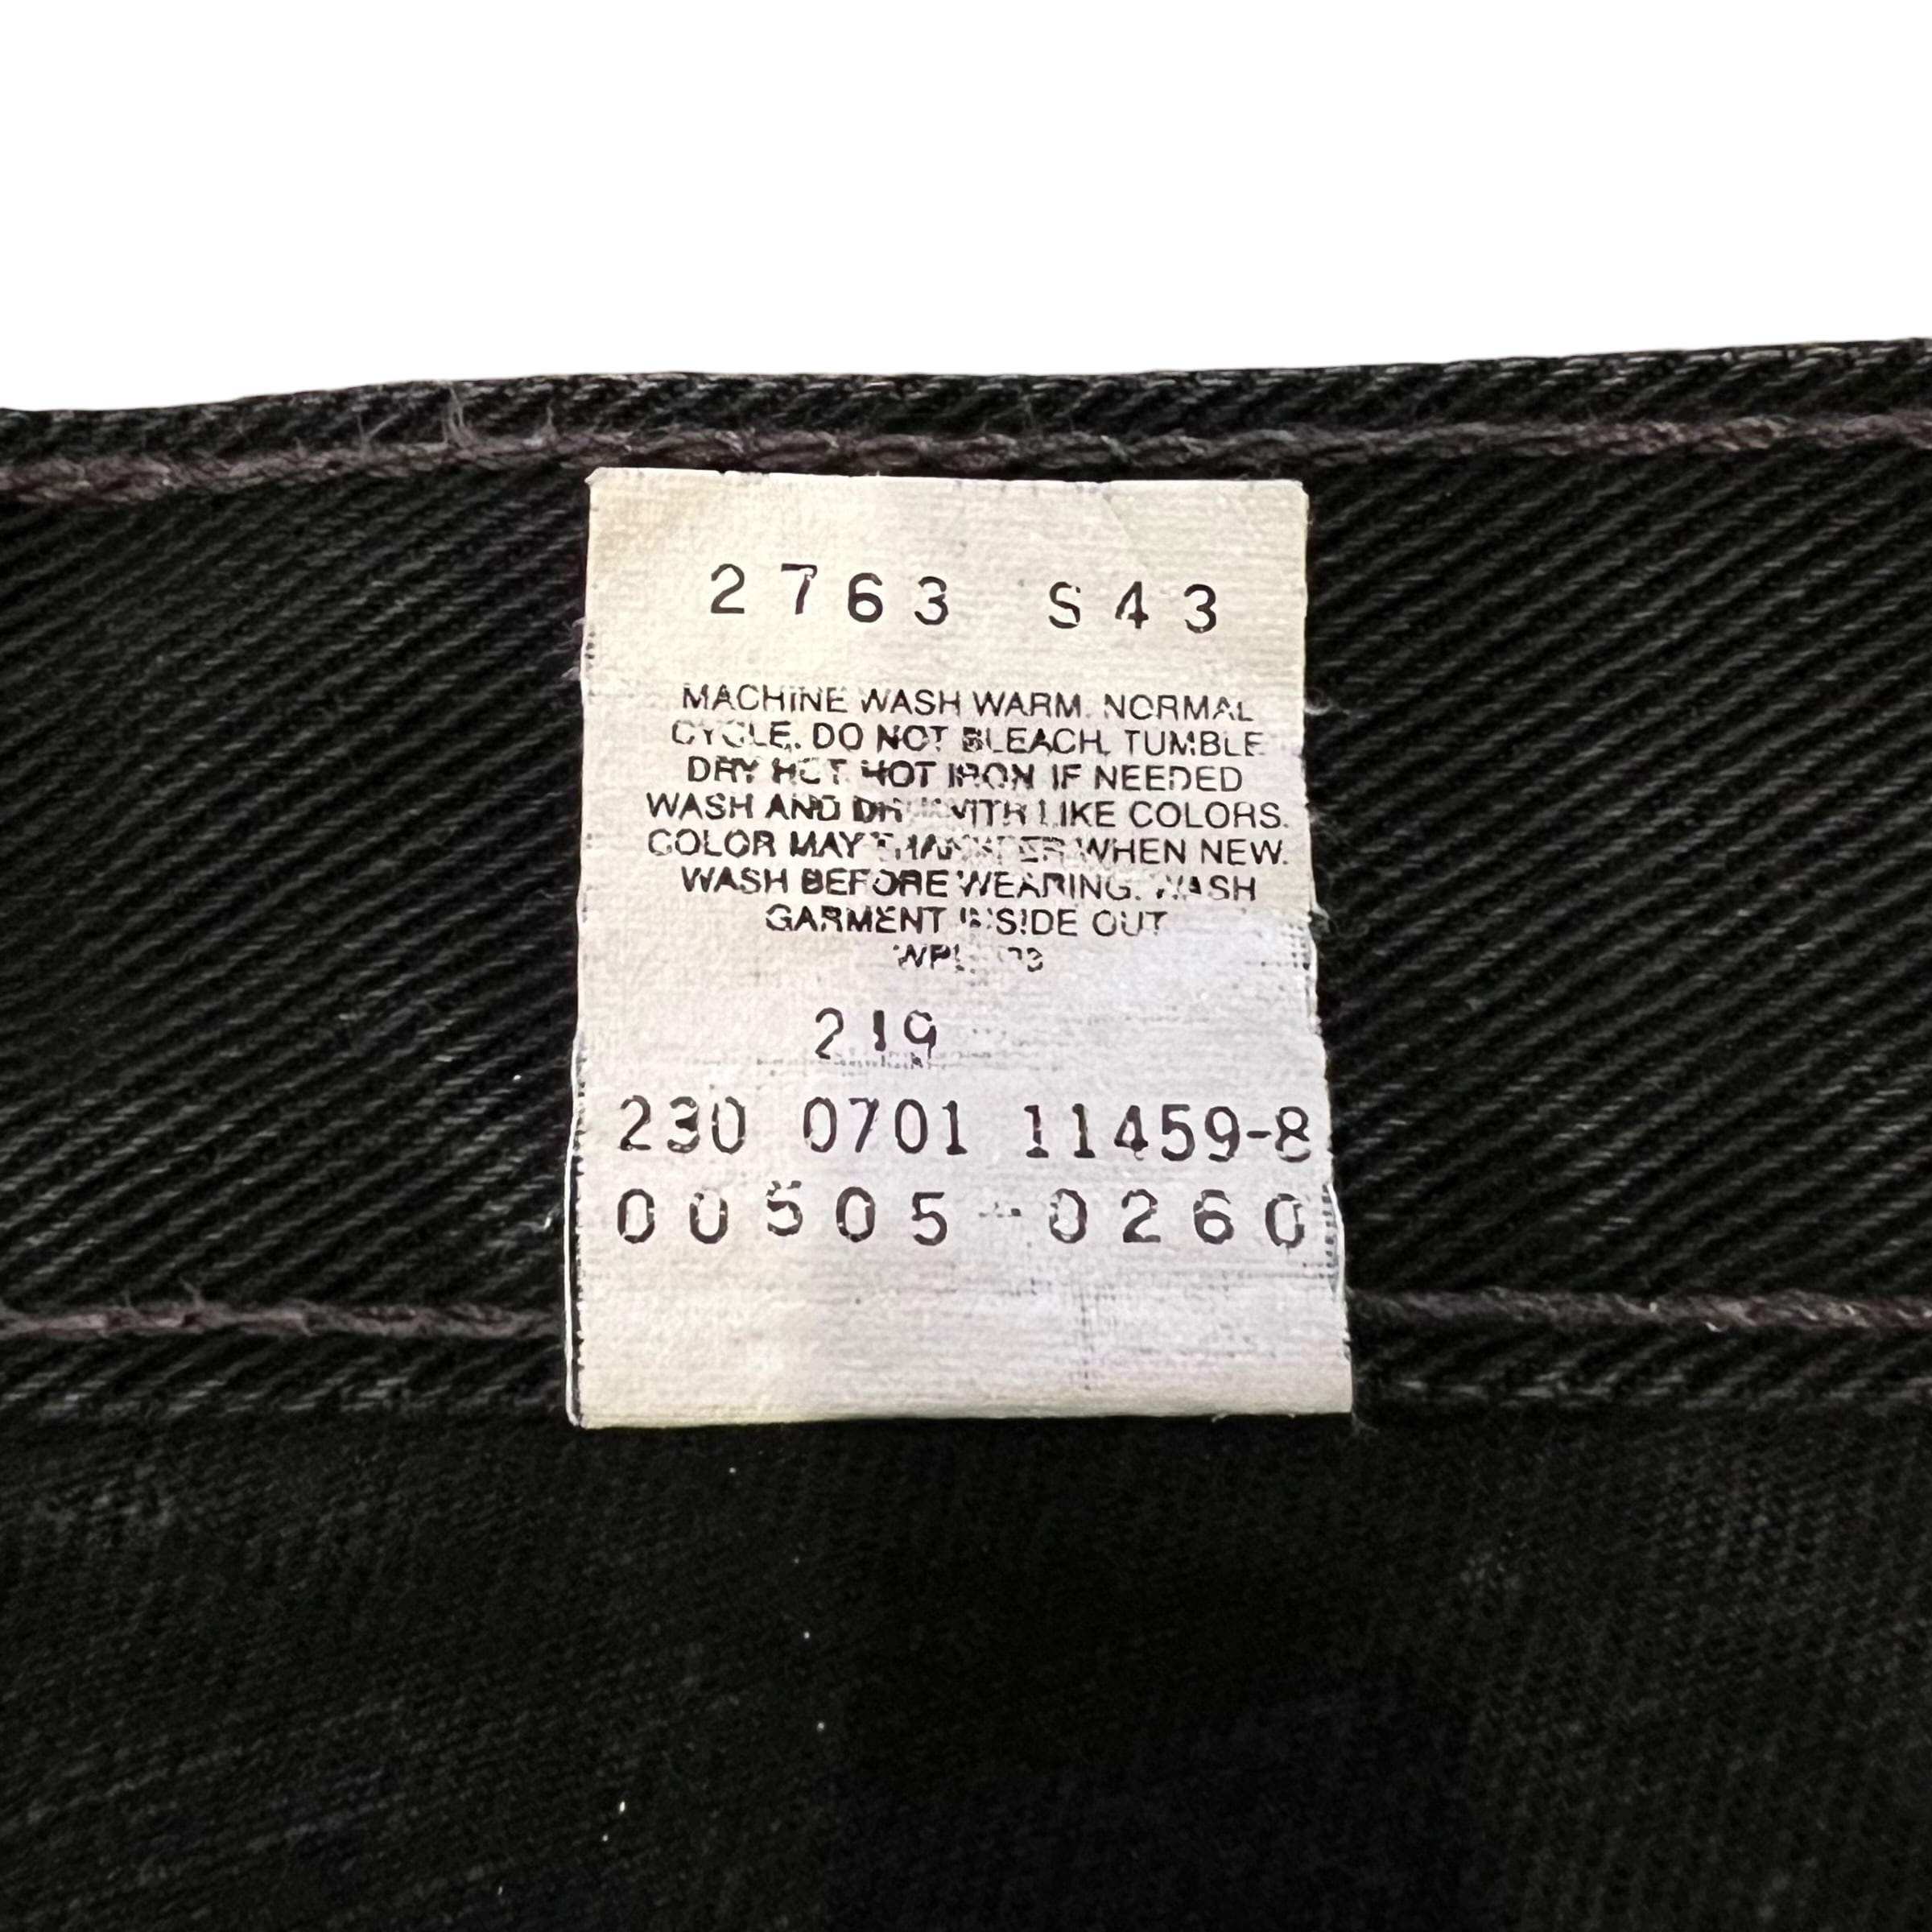 2763 S43
MACHINE WASH WARM. NORMAL
CYCLE. DO NOT BLEACH. TUMBLE
DRY HOT. HOT IRON IF NEEDED
WASH AND DRY WITH LIKE COLORS.
COLOR MAY TRANSFER WHEN NEW.
WASH BEFORE WEARING. WASH
GARMENT INSIDE OUT
219
230 0701 11459-8
00505-0260